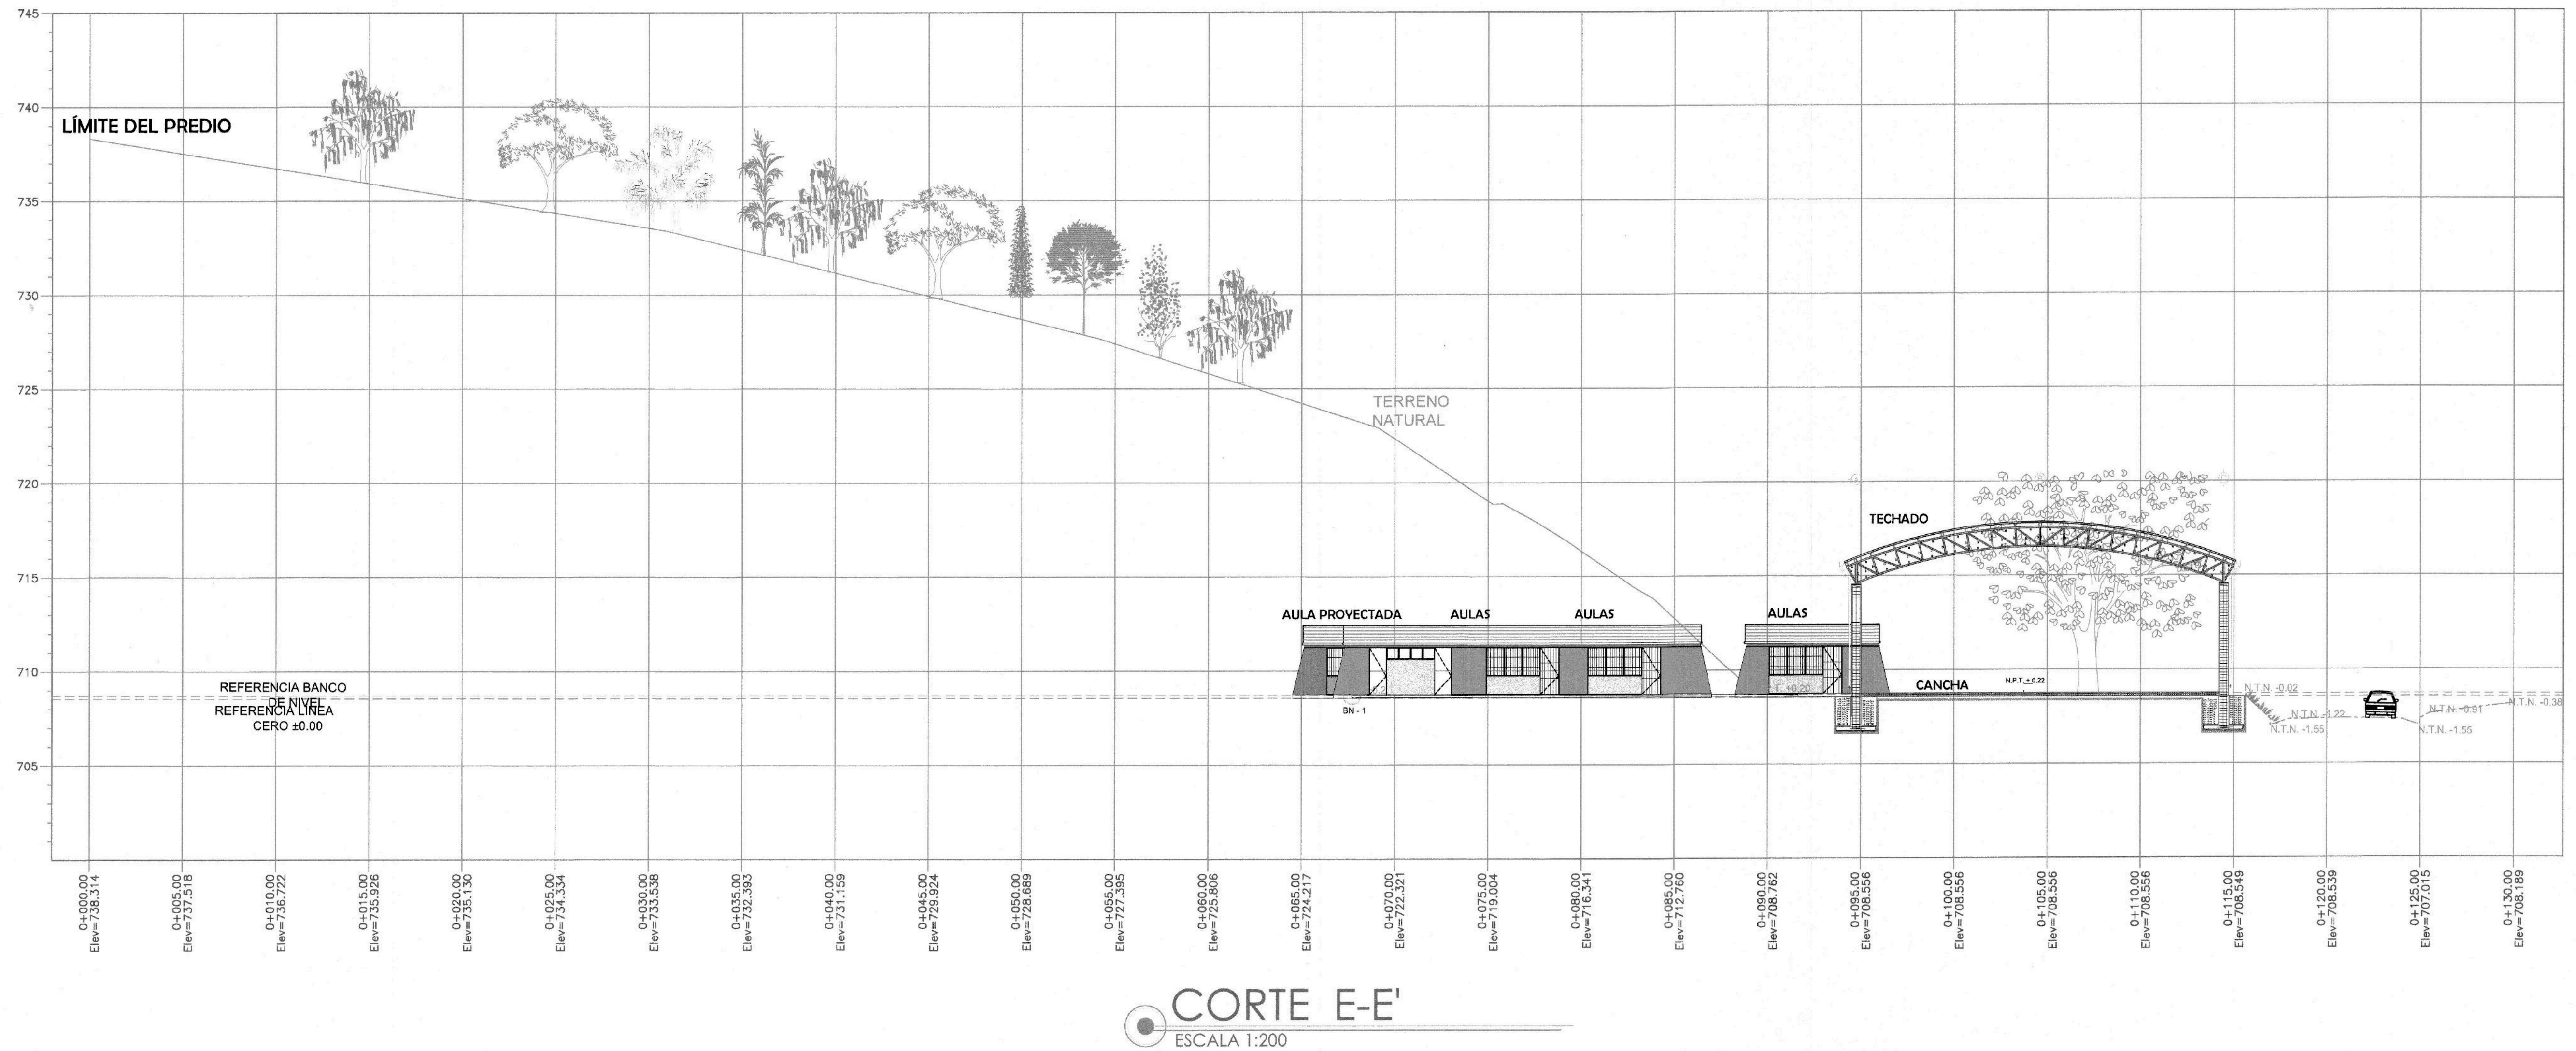 745
740
735
730
725
720
715
710
705
LÍMITE DEL PREDIO
TERRENO
NATURAL
TECHADO
AULA PROYECTADA
AULAS
AULAS
AULAS
CANCHA
N.P.T. + 0.22
+0.20
BN - 1
REFERENCIA BANCO
DE NIVEL
REFERENCIA LINEA
CERO ±0.00
N.T.N. -0.02
N.T.N. -1.22
N.T.N. -1.55
N.T.N. -0.91
N.T.N. -1.55
N.T.N. -0.38
0+000.00
Elev=738.314
0+005.00
Elev=737.518
0+010.00
Elev=736.722
0+015.00
Elev=735.926
0+020.00
Elev=735.130
0+025.00
Elev=734.334
0+030.00
Elev=733.538
0+035.00
Elev=732.393
0+040.00
Elev=731.159
0+045.00
Elev=729.924
0+050.00
Elev=728.689
0+055.00
Elev=727.395
0+060.00
Elev=725.806
0+065.00
Elev=724.217
0+070.00
Elev=722.321
0+075.00
Elev=719.004
0+080.00
Elev=716.341
0+085.00
Elev=712.760
0+090.00
Elev=708.762
0+095.00
Elev=708.556
0+100.00
Elev=708.556
0+105.00
Elev=708.556
0+110.00
Elev=708.556
0+115.00
Elev=708.549
0+120.00
Elev=708.539
0+125.00
Elev=707.015
0+130.00
Elev=708.189
CORTE E-E'
ESCALA 1:200